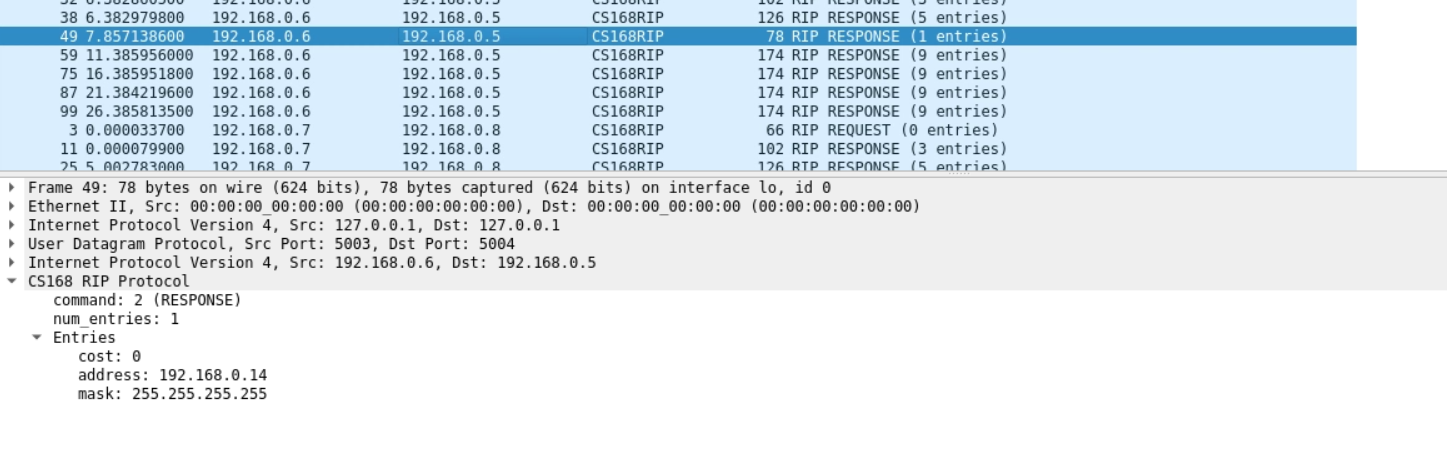 38 6.382979800 192.168.0.6 192.168.0.5 CS168RIP 126 RIP RESPONSE (5 entries)
49 7.857138600 192.168.0.6 192.168.0.5 CS168RIP 78 RIP RESPONSE (1 entries)
59 11.385956000 192.168.0.6 192.168.0.5 CS168RIP 174 RIP RESPONSE (9 entries)
75 16.385951800 192.168.0.6 192.168.0.5 CS168RIP 174 RIP RESPONSE (9 entries)
87 21.384219600 192.168.0.6 192.168.0.5 CS168RIP 174 RIP RESPONSE (9 entries)
99 26.385813500 192.168.0.6 192.168.0.5 CS168RIP 174 RIP RESPONSE (9 entries)
3 0.000033700 192.168.0.7 192.168.0.8 CS168RIP 66 RIP REQUEST (0 entries)
11 0.000079900 192.168.0.7 192.168.0.8 CS168RIP 102 RIP RESPONSE (3 entries)
25 5.002783000 192.168.0.7 192.168.0.8 CS168RIP 126 RIP RESPONSE (5 entries)
Frame 49: 78 bytes on wire (624 bits), 78 bytes captured (624 bits) on interface lo, id 0
Ethernet II, Src: 00:00:00_00:00:00 (00:00:00:00:00:00), Dst: 00:00:00_00:00:00 (00:00:00:00:00:00)
Internet Protocol Version 4, Src: 127.0.0.1, Dst: 127.0.0.1
User Datagram Protocol, Src Port: 5003, Dst Port: 5004
Internet Protocol Version 4, Src: 192.168.0.6, Dst: 192.168.0.5
CS168 RIP Protocol
command: 2 (RESPONSE)
num_entries: 1
Entries
cost: 0
address: 192.168.0.14
mask: 255.255.255.255